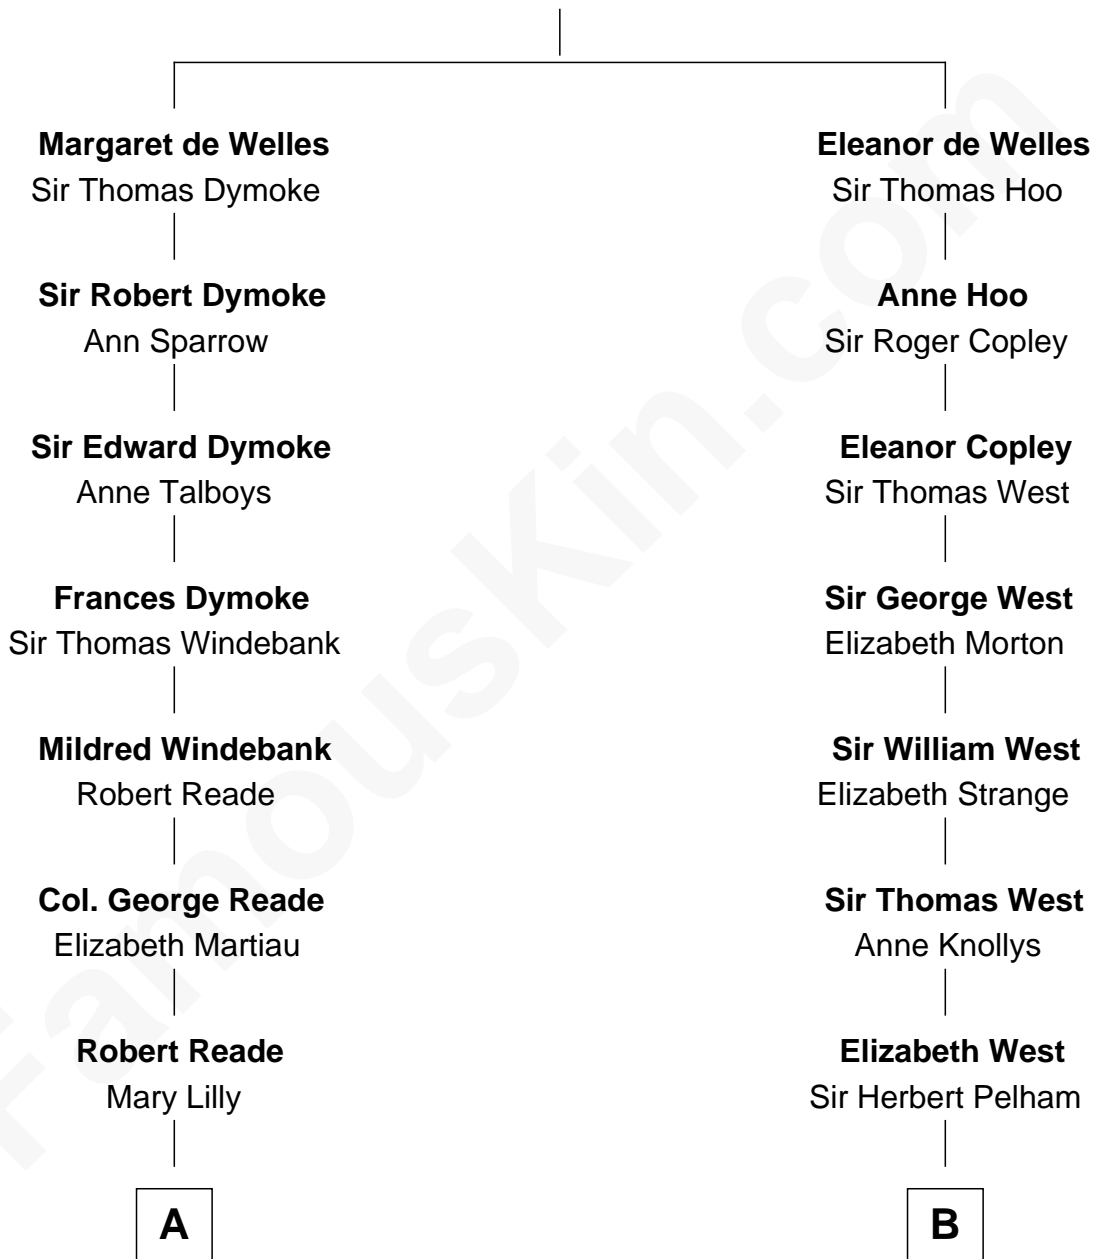 Margaret de Welles
Sir Thomas Dymoke
Sir Robert Dymoke
Ann Sparrow
Sir Edward Dymoke
Anne Talboys
Frances Dymoke
Sir Thomas Windebank
Mildred Windebank
Robert Reade
Col. George Reade
Elizabeth Martiau
Robert Reade
Mary Lilly
A
Eleanor de Welles
Sir Thomas Hoo
Anne Hoo
Sir Roger Copley
Eleanor Copley
Sir Thomas West
Sir George West
Elizabeth Morton
Sir William West
Elizabeth Strange
Sir Thomas West
Anne Knollys
Elizabeth West
Sir Herbert Pelham
B
FamousKin.com